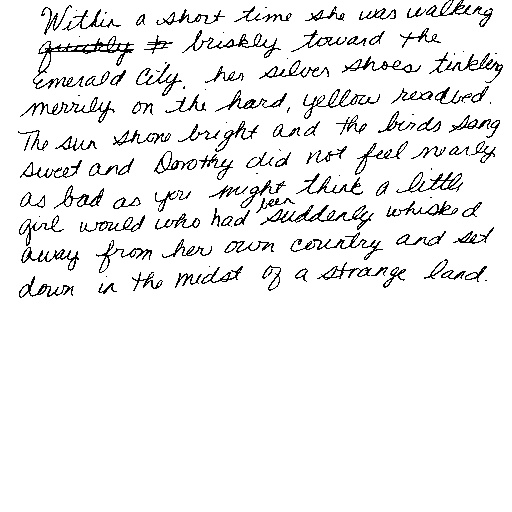 Within a short time she was walking
quickly to briskly toward the
Emerald City, her silver shoes tinkling
merrily on the hard, yellow roadbed.
The sun shone bright and the birds sang
sweet and Dorothy did not feel nearly
as bad as you might think a little
girl would who had been suddenly whisked
away from her own country and set
down in the midst of a strange land.